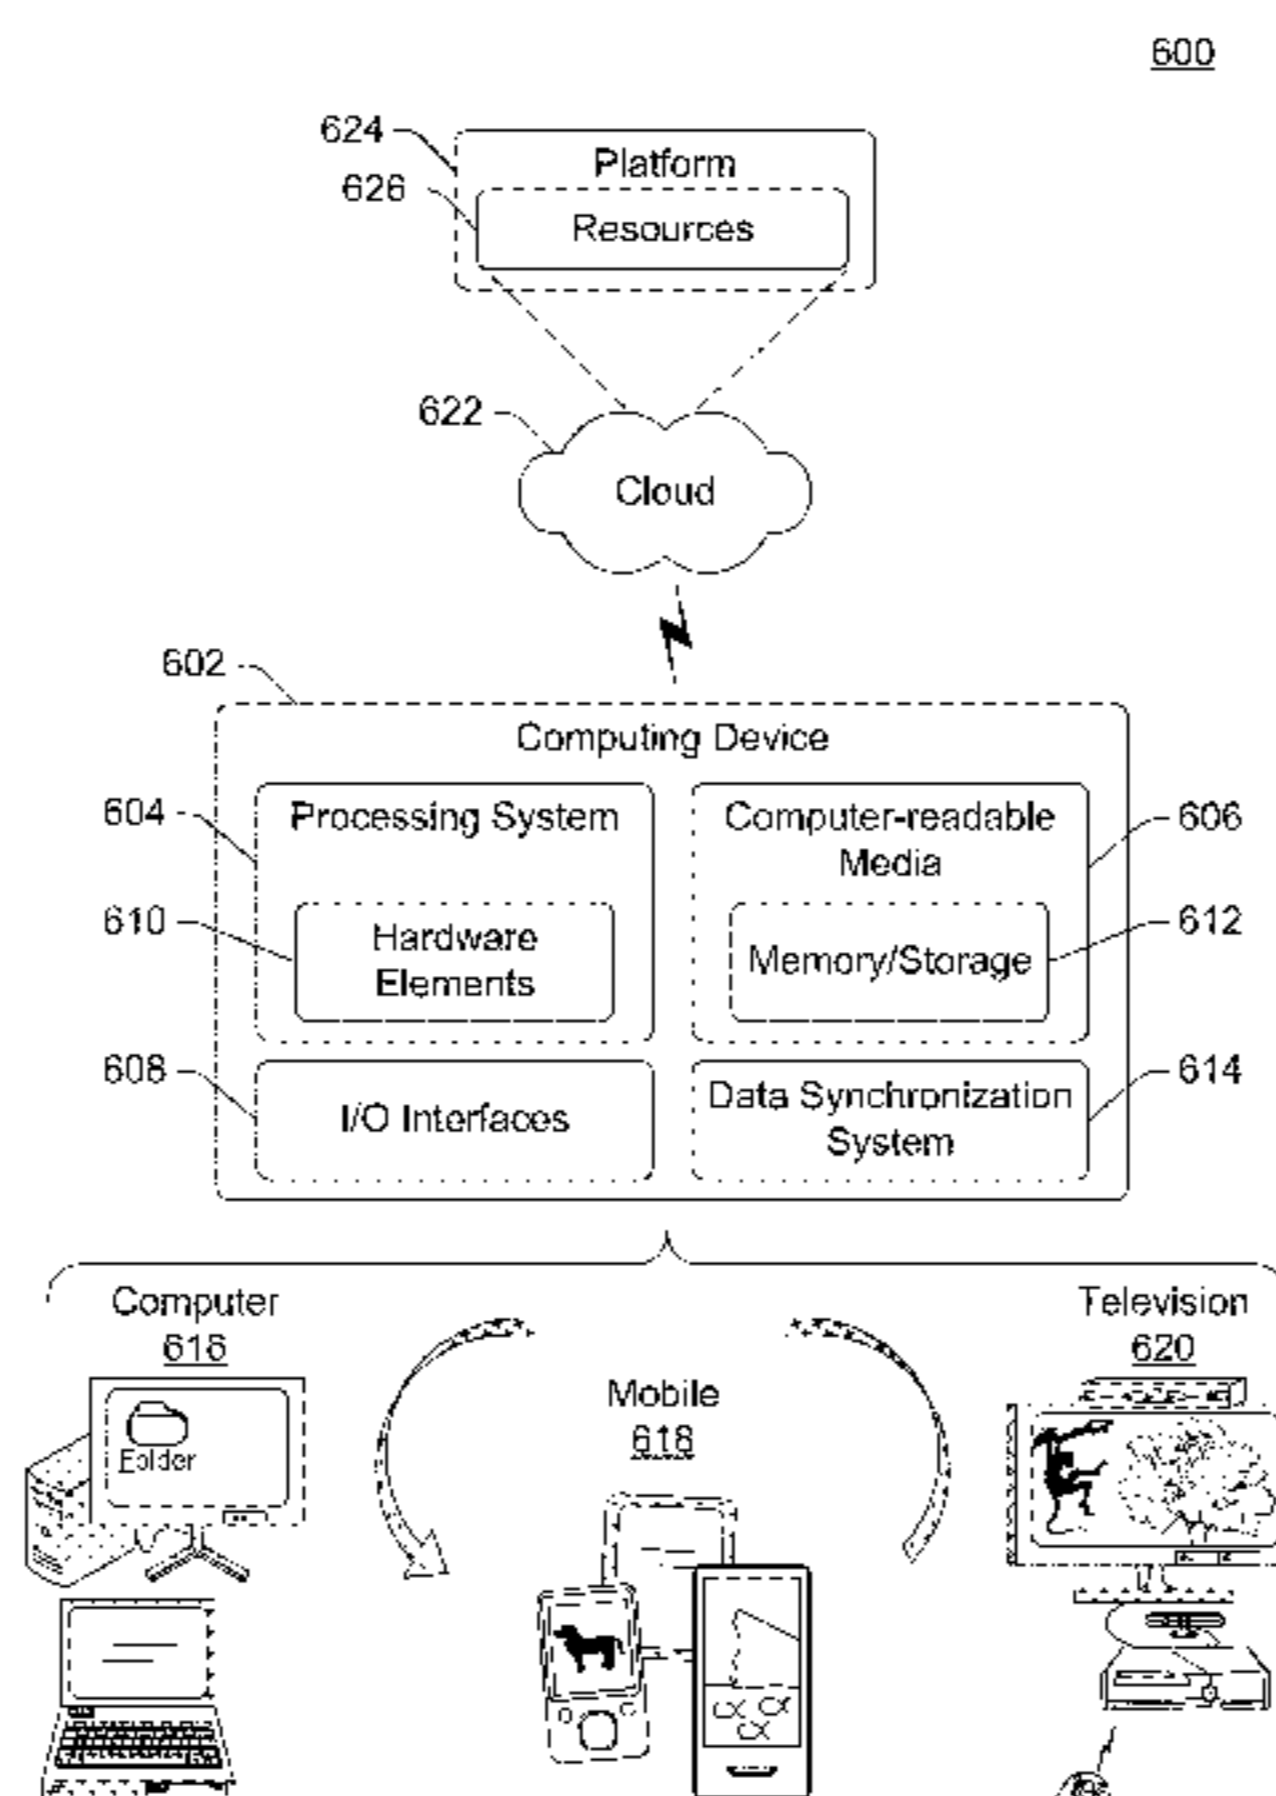 600
624
Platform
626
Resources
622
Cloud
602
Computing Device
604
Processing System
Computer-readable
Media
606
610
Hardware
Elements
Memory/Storage
612
608
I/O Interfaces
Data Synchronization
System
614
Computer
616
Mobile
618
Television
620
Folder